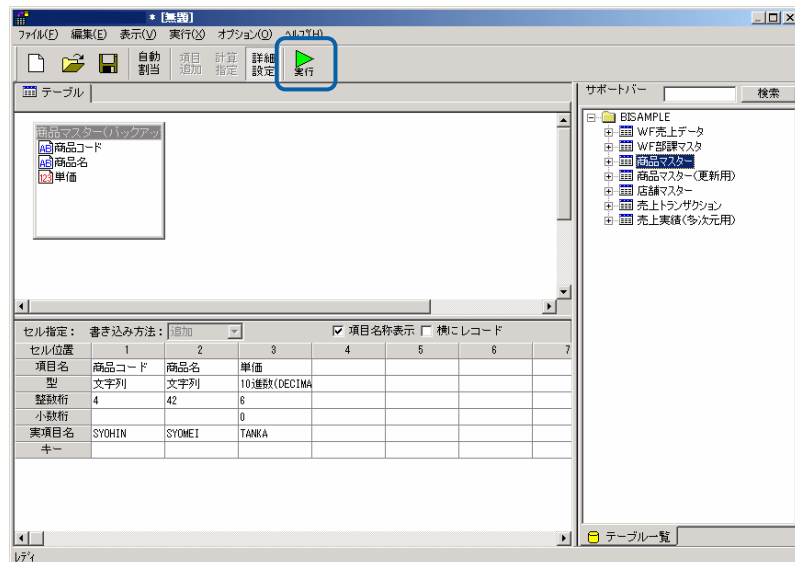 * [無題]
ファイル(F) 編集(E) 表示(V) 実行(X) オプション(O) ヘルプ(H)
自動割当 項目追加 計算指定 詳細設定 実行
テーブル
商品マスター(バックアッ
AB 商品コード
AB 商品名
123 単価
セル指定： 書き込み方法： 追加 項目名称表示 横にレコード
セル位置 1 2 3 4 5 6 7
項目名 商品コード 商品名 単価
型 文字列 文字列 10進数(DECIMA
整数桁 4 42 6
小数桁 0
実項目名 SYOHIN SYOMEI TANKA
キー
サポートバー 検索
BISAMPLE
WF売上データ
WF部課マスタ
商品マスター
商品マスター(更新用)
店舗マスター
売上トランザクション
売上実績(多次元用)
テーブル一覧
レディ